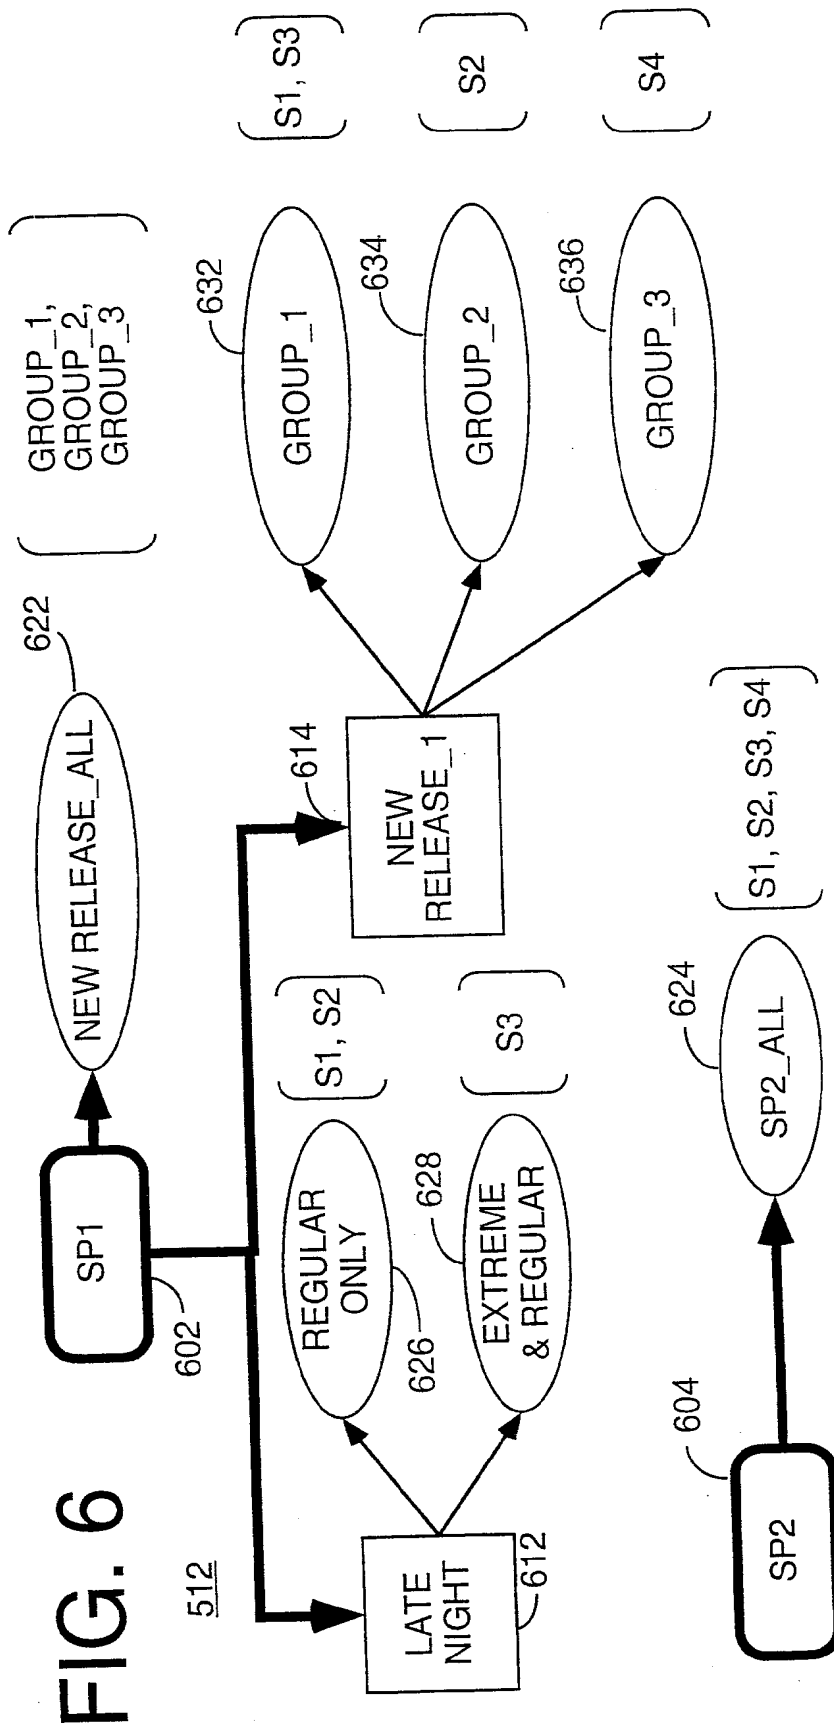 FIG. 6
512
SP1
602
NEW RELEASE_ALL
622
GROUP_1,
GROUP_2,
GROUP_3
LATE
NIGHT
612
REGULAR
ONLY
626
S1, S2
EXTREME
& REGULAR
628
S3
NEW
RELEASE_1
614
GROUP_1
632
S1, S3
GROUP_2
634
S2
GROUP_3
636
S4
SP2
604
SP2_ALL
624
S1, S2, S3, S4